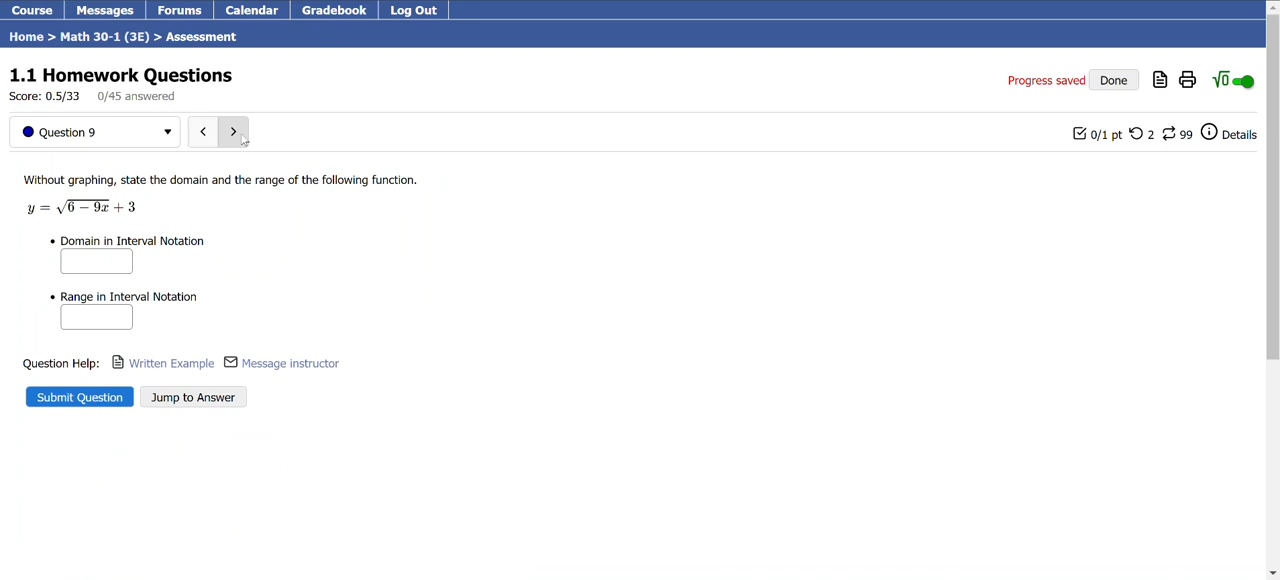 Course Messages Forums Calendar Gradebook Log Out
Home > Math 30-1 (3E) > Assessment
1.1 Homework Questions
Progress saved Done √0
Score: 0.5/33 0/45 answered
Question 9 < > 0/1 pt 2 99 Details
Without graphing, state the domain and the range of the following function.
y = √(6 − 9x) + 3
• Domain in Interval Notation
• Range in Interval Notation
Question Help: Written Example Message instructor
Submit Question Jump to Answer